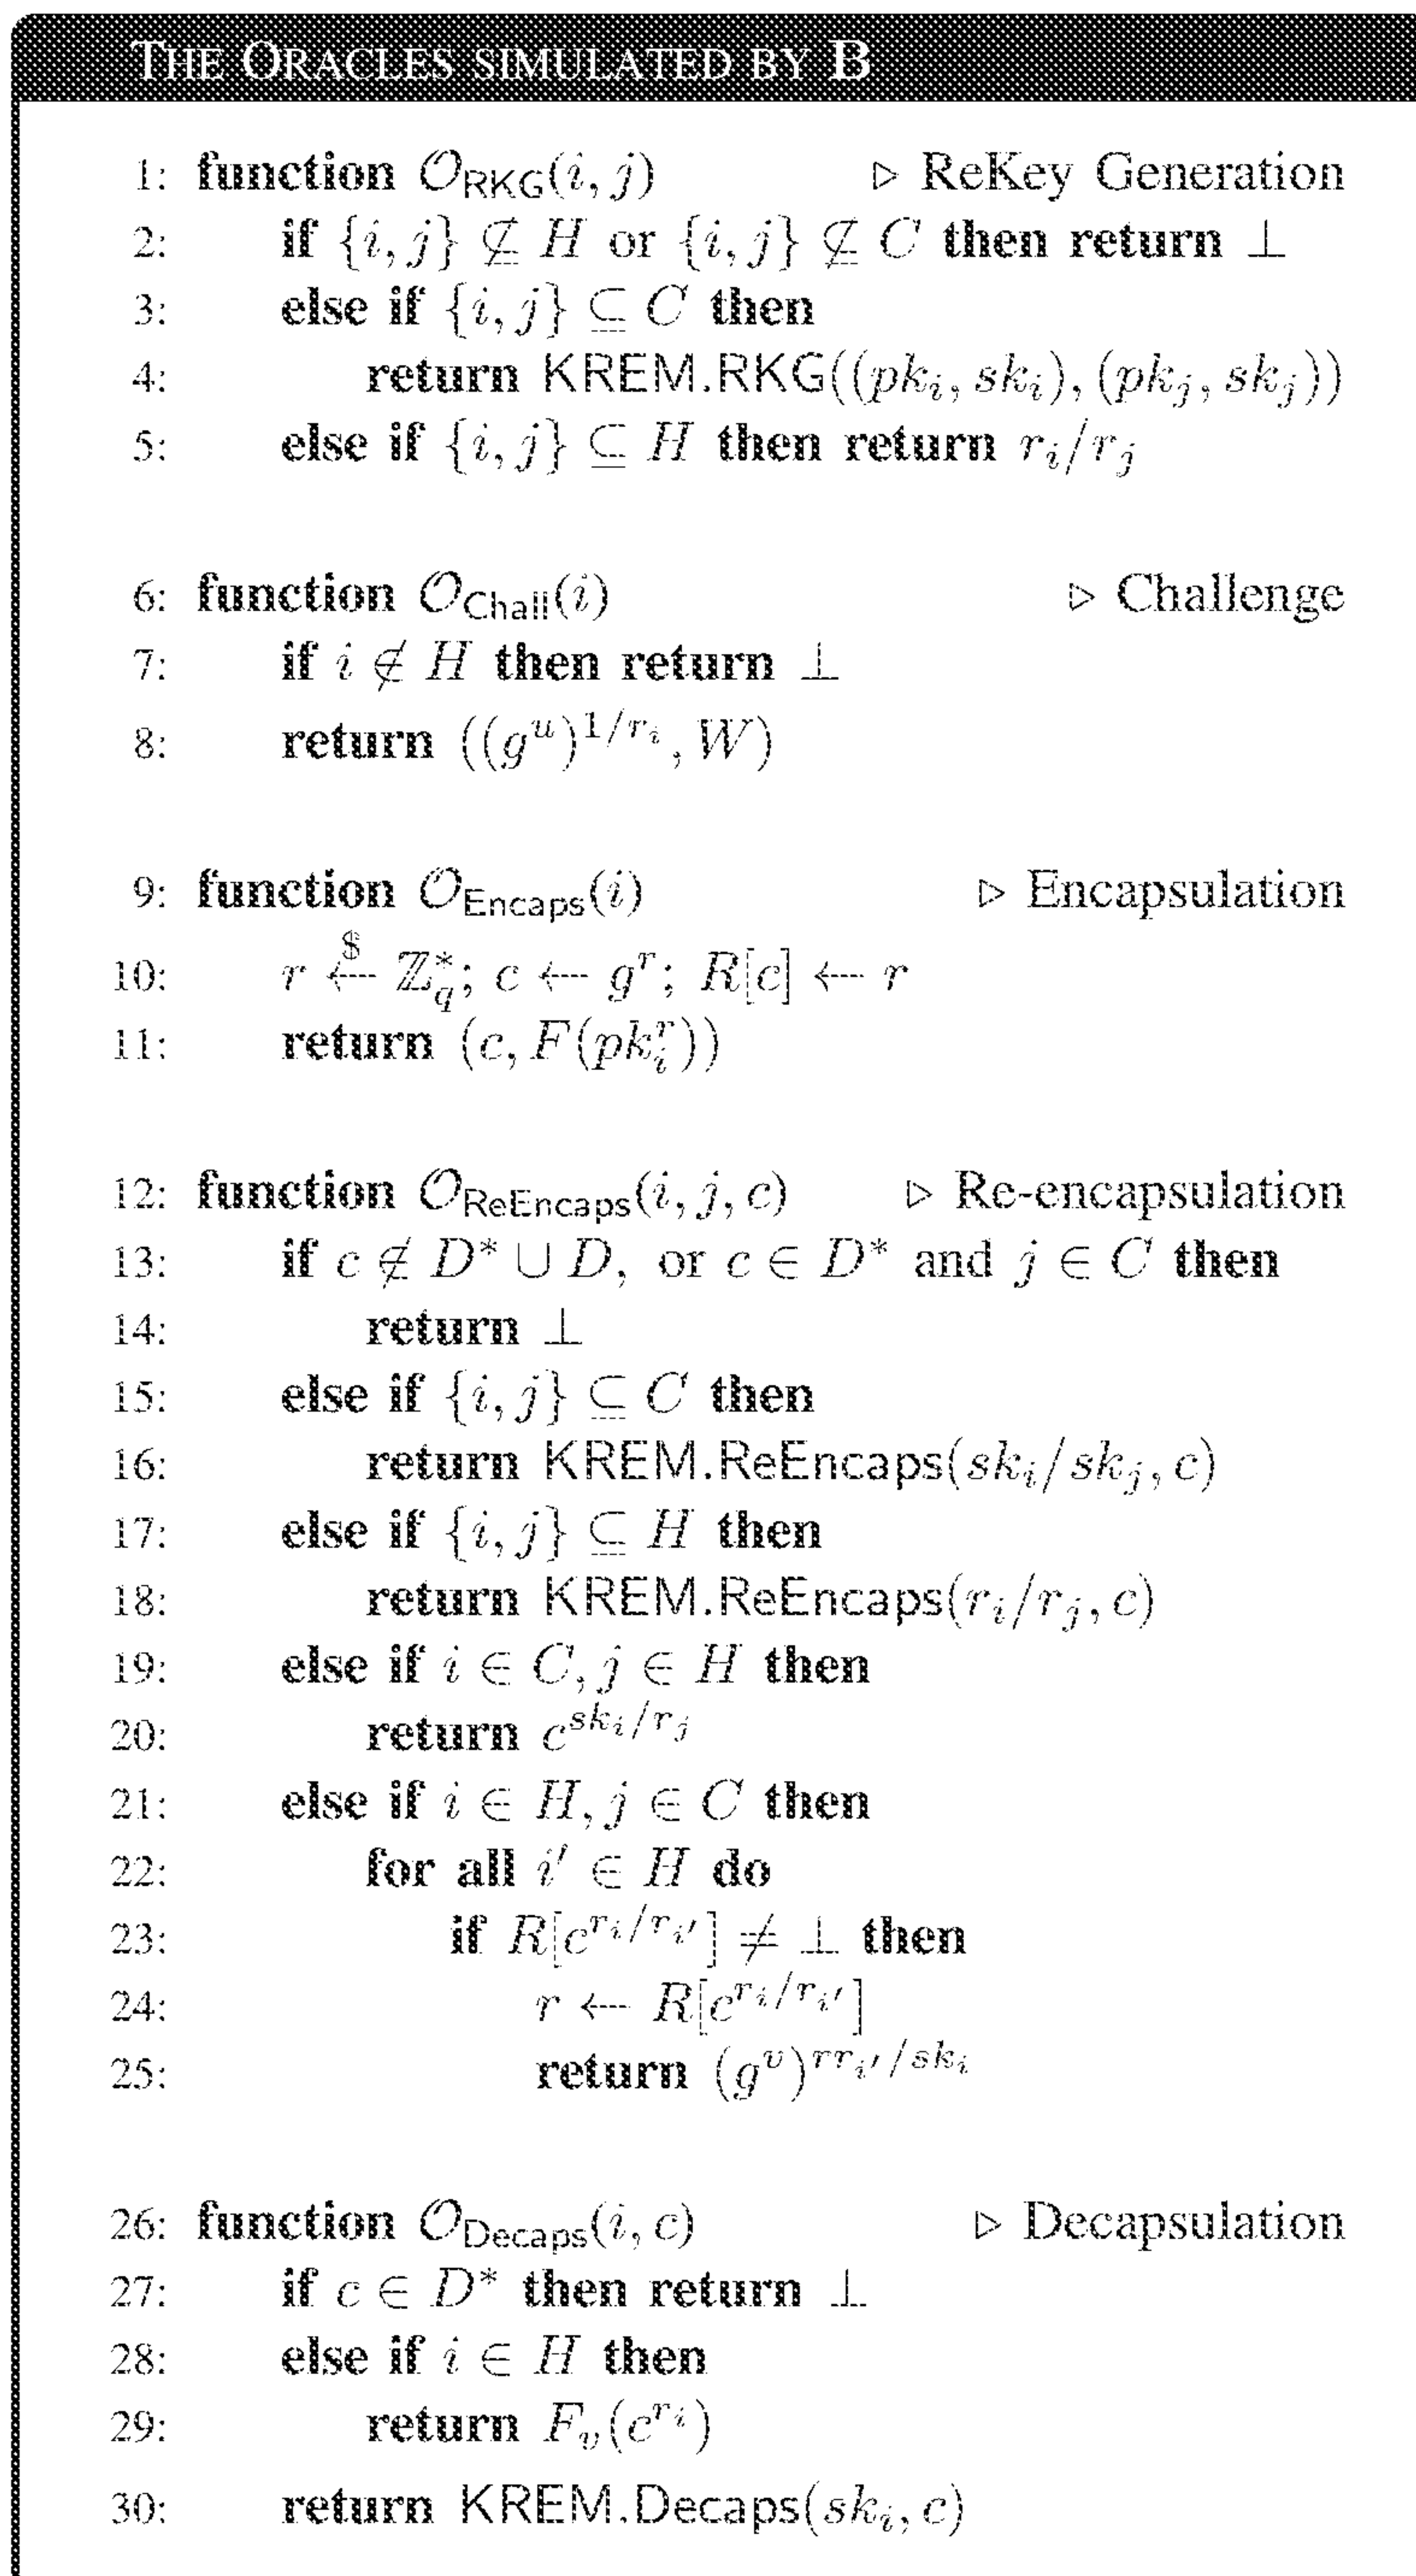 THE ORACLES SIMULATED BY B
1: function 𝒪_RKG(i, j) ▷ ReKey Generation
2: if {i, j} ⊈ H or {i, j} ⊈ C then return ⊥
3: else if {i, j} ⊆ C then
4: return KREM.RKG((pk_i, sk_i), (pk_j, sk_j))
5: else if {i, j} ⊆ H then return r_i/r_j
6: function 𝒪_Chall(i) ▷ Challenge
7: if i ∉ H then return ⊥
8: return ((g^u)^{1/r_i}, W)
9: function 𝒪_Encaps(i) ▷ Encapsulation
10: r ←$ ℤ_q^*; c ← g^r; R[c] ← r
11: return (c, F(pk_i^r))
12: function 𝒪_ReEncaps(i, j, c) ▷ Re-encapsulation
13: if c ∉ D* ∪ D, or c ∈ D* and j ∈ C then
14: return ⊥
15: else if {i, j} ⊆ C then
16: return KREM.ReEncaps(sk_i/sk_j, c)
17: else if {i, j} ⊆ H then
18: return KREM.ReEncaps(r_i/r_j, c)
19: else if i ∈ C, j ∈ H then
20: return c^{sk_i/r_j}
21: else if i ∈ H, j ∈ C then
22: for all i′ ∈ H do
23: if R[c^{r_i/r_{i′}}] ≠ ⊥ then
24: r ← R[c^{r_i/r_{i′}}]
25: return (g^v)^{rr_{i′}/sk_i}
26: function 𝒪_Decaps(i, c) ▷ Decapsulation
27: if c ∈ D* then return ⊥
28: else if i ∈ H then
29: return F_v(c^{r_i})
30: return KREM.Decaps(sk_i, c)